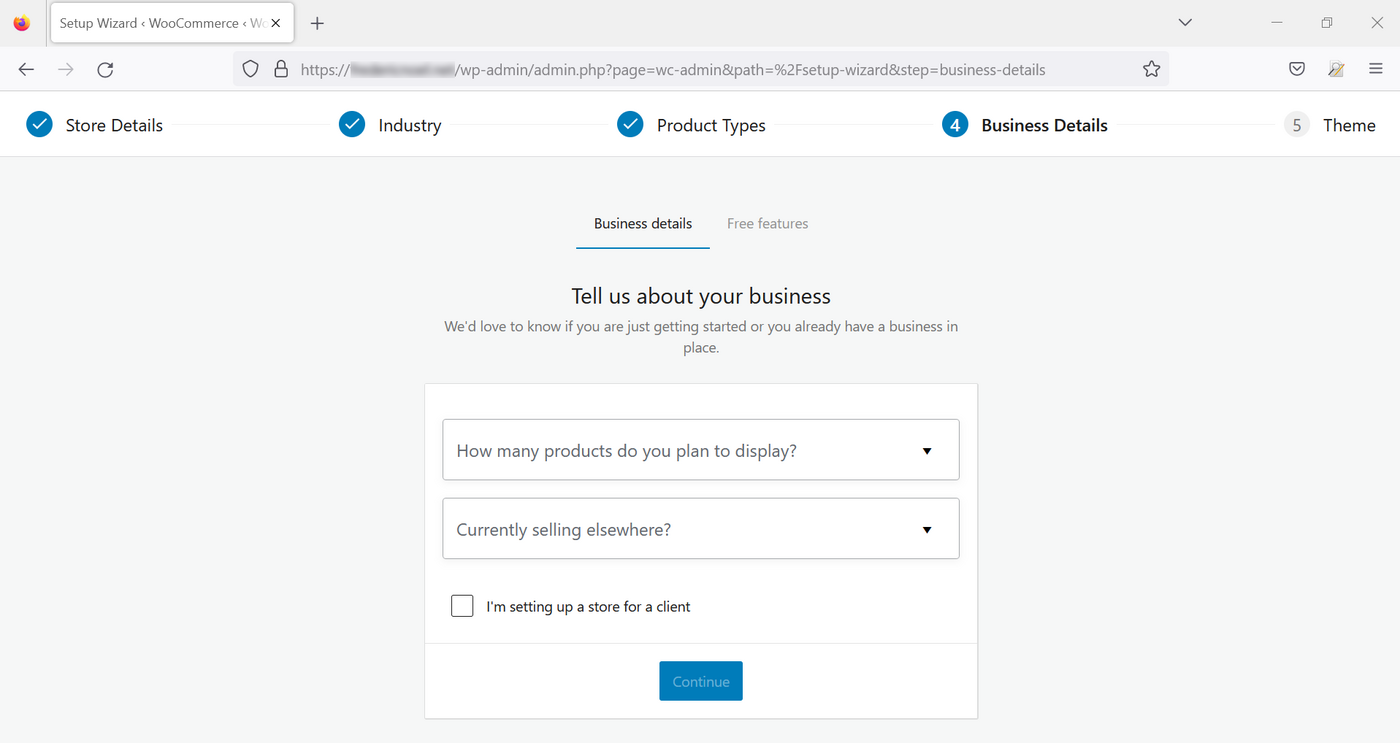 Setup Wizard ‹ WooCommerce ‹
https:// /wp-admin/admin.php?page=wc-admin&path=%2Fsetup-wizard&step=business-details
Store Details
Industry
Product Types
4 Business Details
5 Theme
Business details
Free features
Tell us about your business
We'd love to know if you are just getting started or you already have a business in
place.
How many products do you plan to display?
Currently selling elsewhere?
I'm setting up a store for a client
Continue